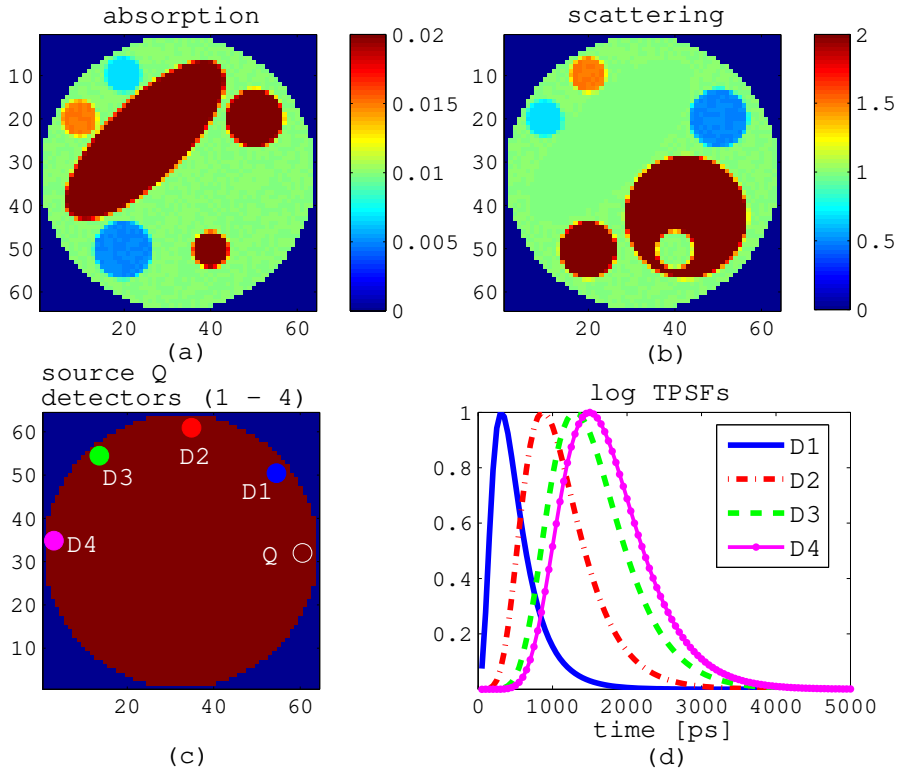 absorption
10
20
30
40
50
60
20
40
60
0.02
0.015
0.01
0.005
0
(a)
scattering
10
20
30
40
50
60
20
40
60
2
1.5
1
0.5
0
(b)
source Q
detectors (1 – 4)
60
50
40
30
20
10
20
40
60
D1
D2
D3
D4
Q
(c)
log TPSFs
1
0.8
0.6
0.4
0.2
0
1000
2000
3000
4000
5000
time [ps]
D1
D2
D3
D4
(d)